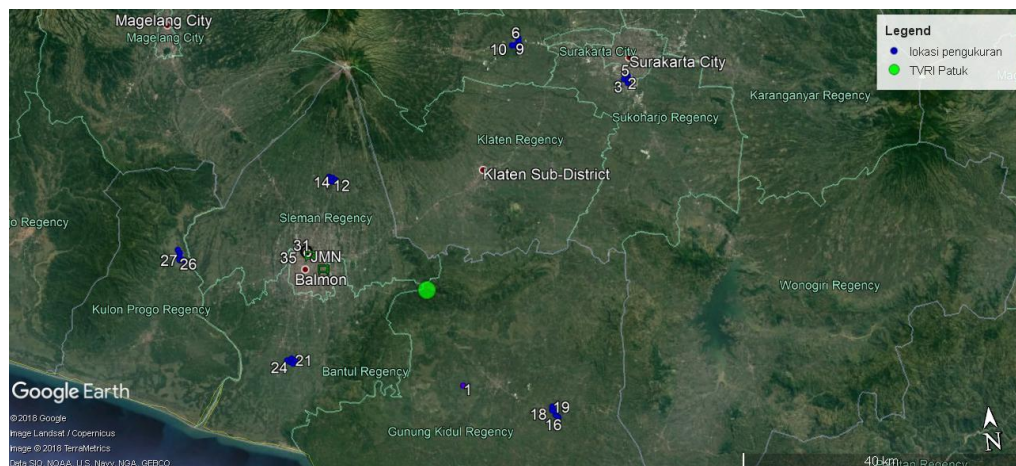 Magelang City
Magelang City
6
10 9
Surakarta City
Surakarta City
5
3 2
Sukoharjo Regency
Karanganyar Regency
Legend
lokasi pengukuran
TVRI Patuk
Klaten Regency
Klaten Sub-District
14 12
Sleman Regency
o Regency
31
35 JMN
Balmon
27 26
Kulon Progo Regency
Wonogiri Regency
24 21
Bantul Regency
1
18 19
16
Gunung Kidul Regency
Google Earth
© 2018 Google
Image Landsat / Copernicus
Image © 2018 TerraMetrics
Data SIO, NOAA, U.S. Navy, NGA, GEBCO
N
40 km
Regency